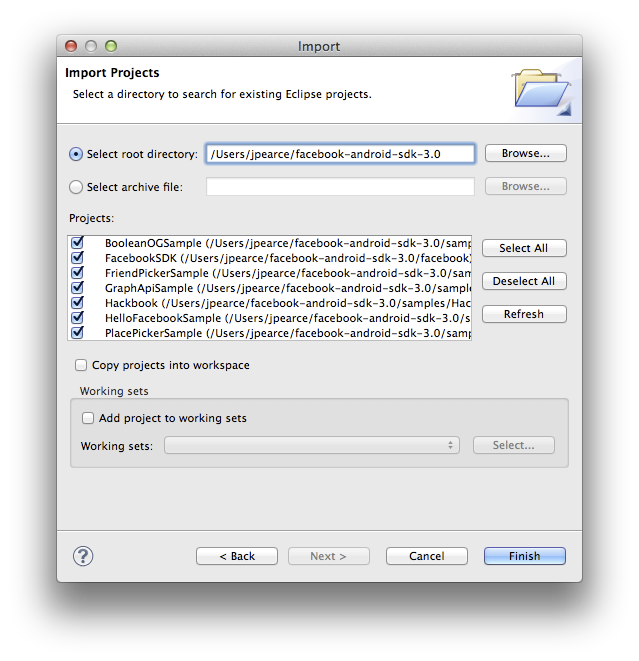 Import
Import Projects
Select a directory to search for existing Eclipse projects.
Select root directory: /Users/jpearce/facebook-android-sdk-3.0 Browse...
Select archive file: Browse...
Projects:
BooleanOGSample (/Users/jpearce/facebook-android-sdk-3.0/samp
FacebookSDK (/Users/jpearce/facebook-android-sdk-3.0/facebook)
FriendPickerSample (/Users/jpearce/facebook-android-sdk-3.0/sam
GraphApiSample (/Users/jpearce/facebook-android-sdk-3.0/sample
Hackbook (/Users/jpearce/facebook-android-sdk-3.0/samples/Hac
HelloFacebookSample (/Users/jpearce/facebook-android-sdk-3.0/s
PlacePickerSample (/Users/jpearce/facebook-android-sdk-3.0/samp
Select All
Deselect All
Refresh
Copy projects into workspace
Working sets
Add project to working sets
Working sets: Select...
? < Back Next > Cancel Finish